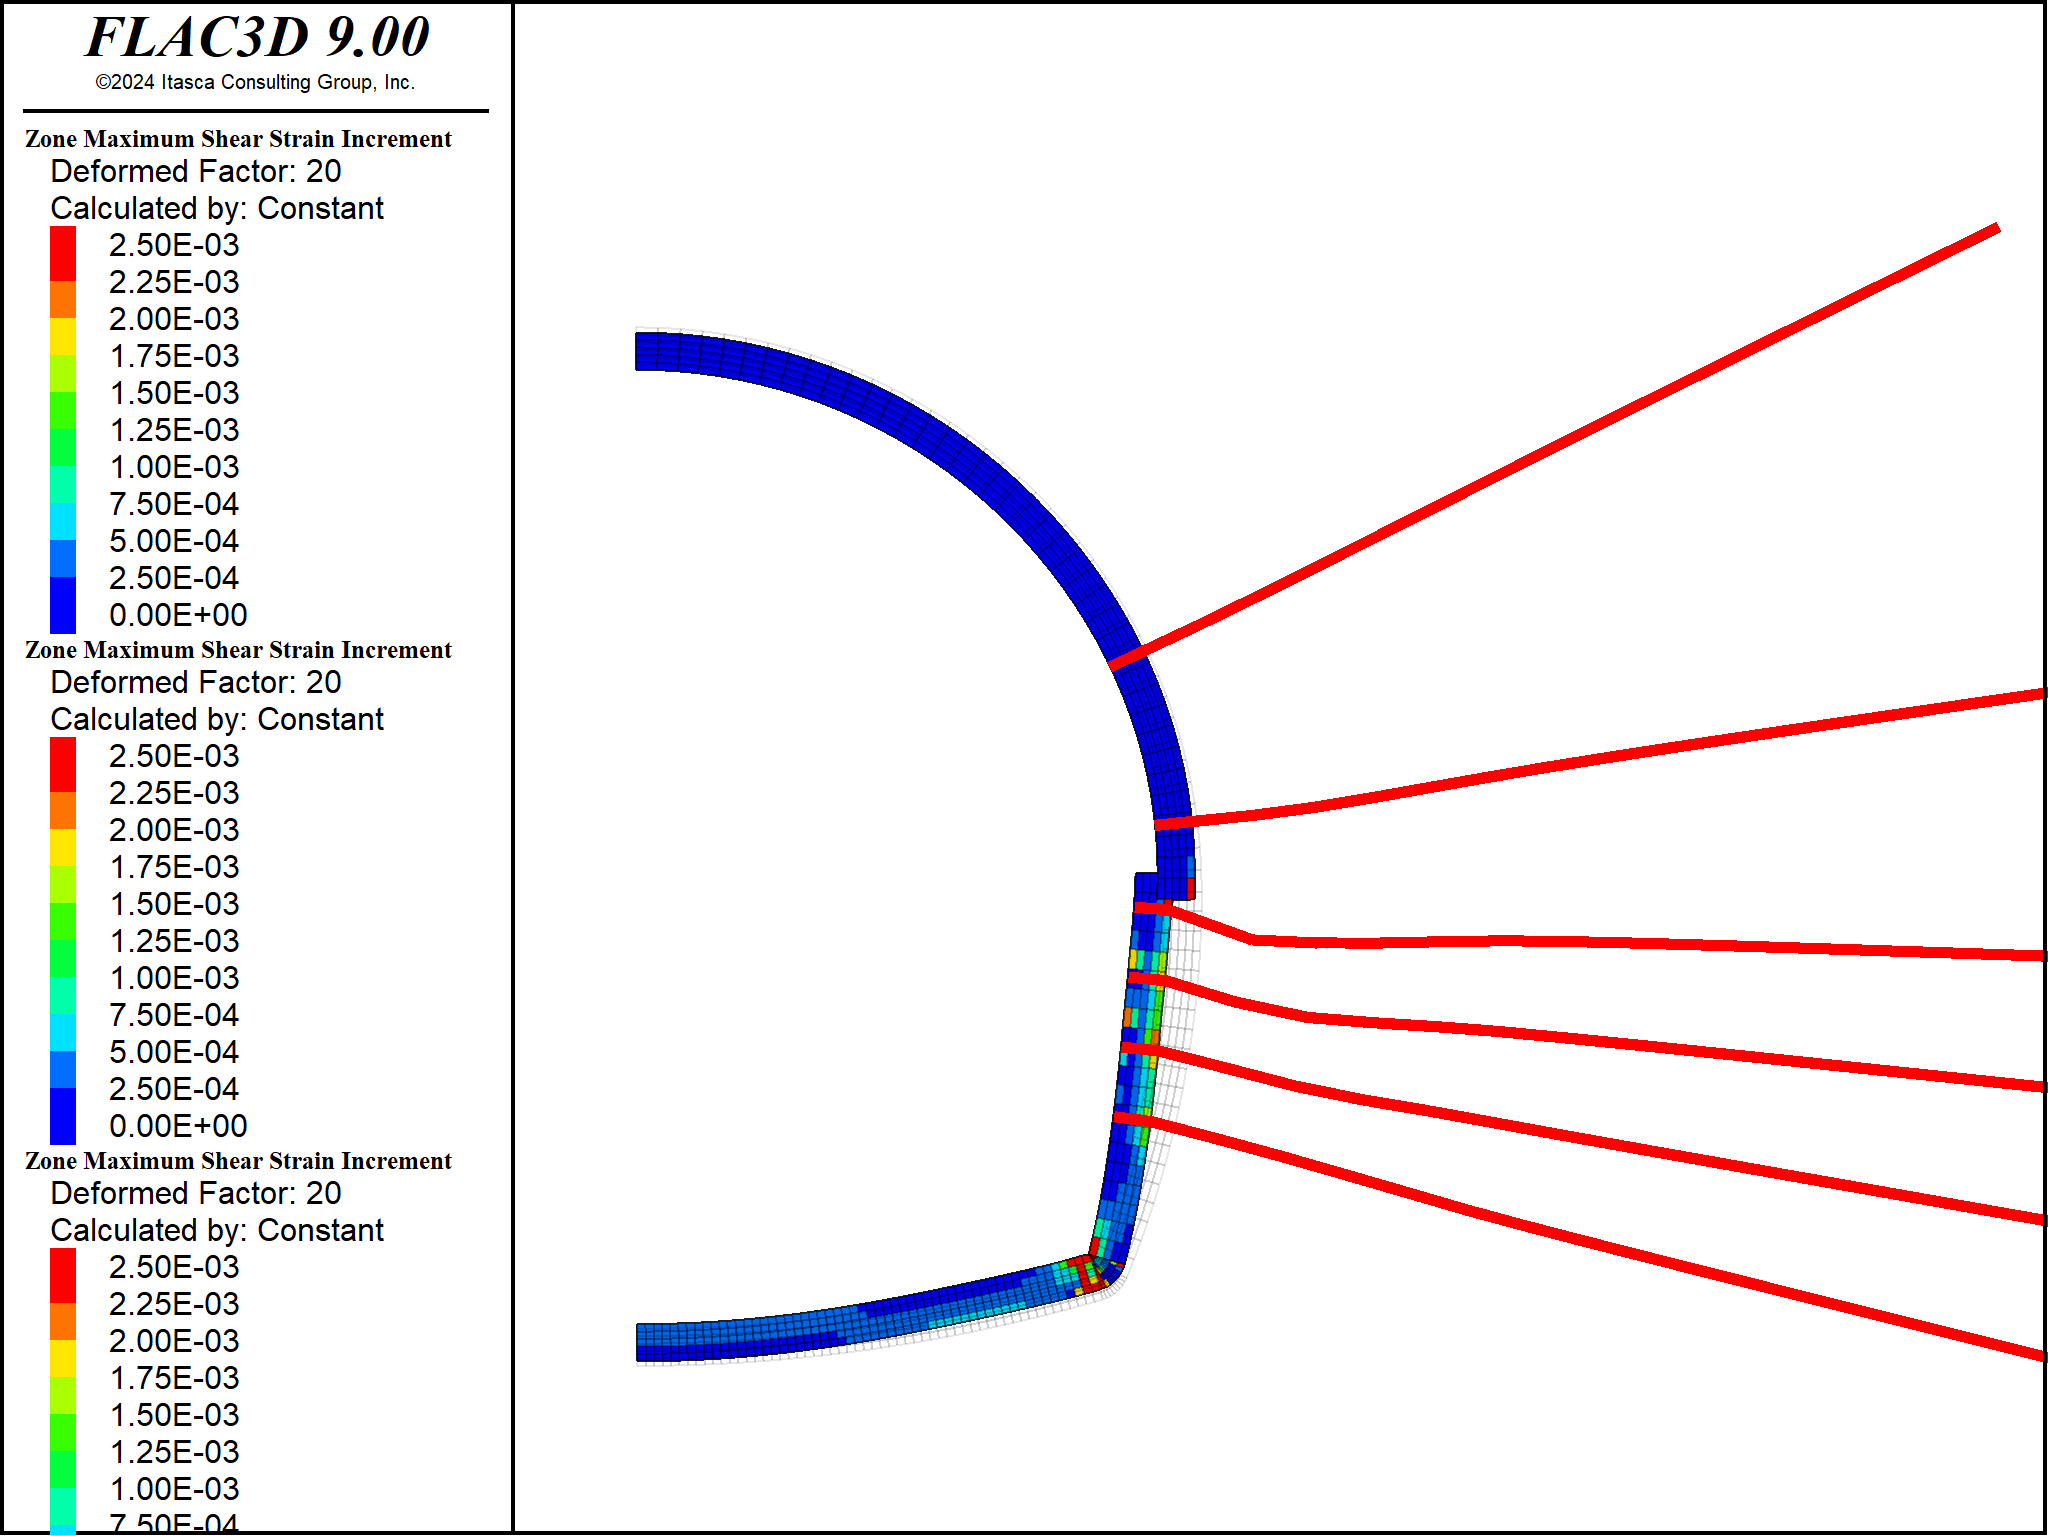 FLAC3D 9.00
©2024 Itasca Consulting Group, Inc.
Zone Maximum Shear Strain Increment
Deformed Factor: 20
Calculated by: Constant
2.50E-03
2.25E-03
2.00E-03
1.75E-03
1.50E-03
1.25E-03
1.00E-03
7.50E-04
5.00E-04
2.50E-04
0.00E+00
Zone Maximum Shear Strain Increment
Deformed Factor: 20
Calculated by: Constant
2.50E-03
2.25E-03
2.00E-03
1.75E-03
1.50E-03
1.25E-03
1.00E-03
7.50E-04
5.00E-04
2.50E-04
0.00E+00
Zone Maximum Shear Strain Increment
Deformed Factor: 20
Calculated by: Constant
2.50E-03
2.25E-03
2.00E-03
1.75E-03
1.50E-03
1.25E-03
1.00E-03
7.50E-04